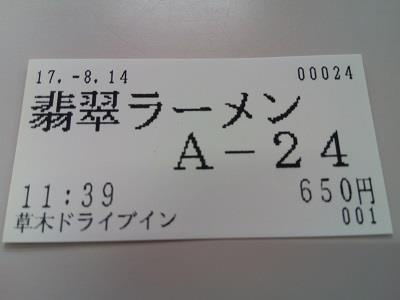 17.-8.14 00024
翡翠ラーメン
A-24
11:39 650円
草木ドライブイン 001